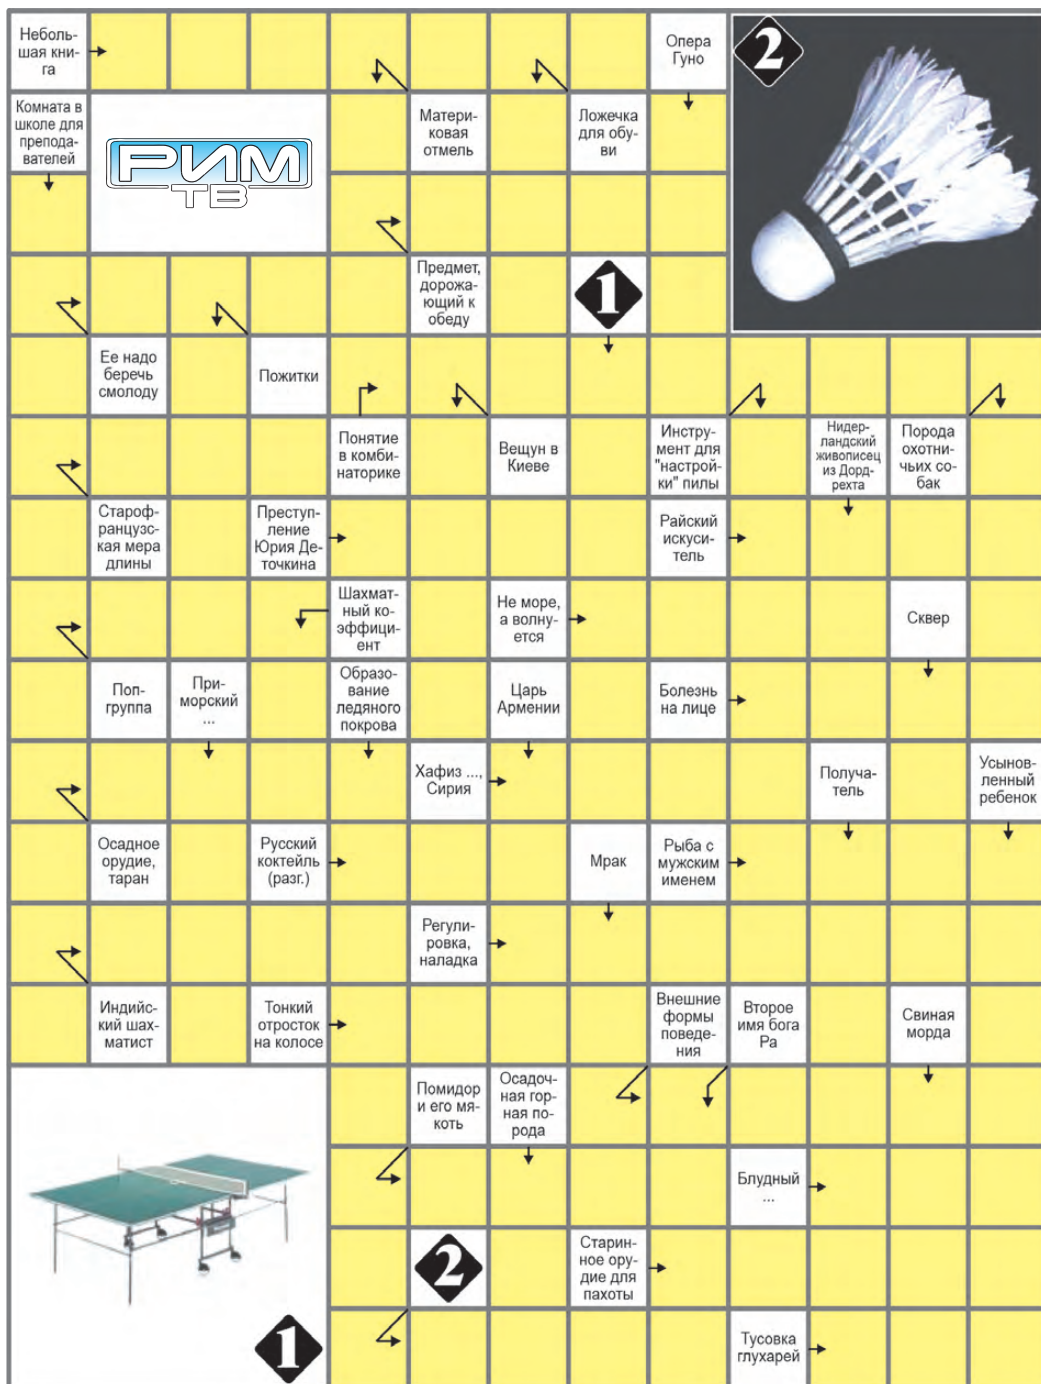 Неболь-
шая кни-
га
Опера
Гуно
2
Комната в
школе для
препода-
вателей
РИМ
ТВ
Матери-
ковая
отмель
Ложечка
для обу-
ви
Предмет,
дорожа-
ющий к
обеду
1
Ее надо
беречь
смолоду
Пожитки
Понятие
в комби-
наторике
Вещун в
Киеве
Инстру-
мент для
"настрой-
ки" пилы
Нидер-
ландский
живописец
из Дорд-
рехта
Порода
охотни-
чьих со-
бак
Староф-
ранцузс-
кая мера
длины
Преступ-
ление
Юрия Де-
точкина
Райский
искуси-
тель
Шахмат-
ный ко-
эффици-
ент
Не море,
а волну-
ется
Сквер
Поп-
группа
При-
морский
...
Образо-
вание
ледяного
покрова
Царь
Армении
Болезнь
на лице
Хафиз ...,
Сирия
Получа-
тель
Усынов-
ленный
ребенок
Осадное
орудие,
таран
Русский
коктейль
(разг.)
Мрак
Рыба с
мужским
именем
Регули-
ровка,
наладка
Индийс-
кий шах-
матист
Тонкий
отросток
на колосе
Внешние
формы
поведе-
ния
Второе
имя бога
Ра
Свиная
морда
Помидор
и его мя-
коть
Осадоч-
ная гор-
ная по-
рода
Блудный
...
2
Старин-
ное ору-
дие для
пахоты
1
Тусовка
глухарей